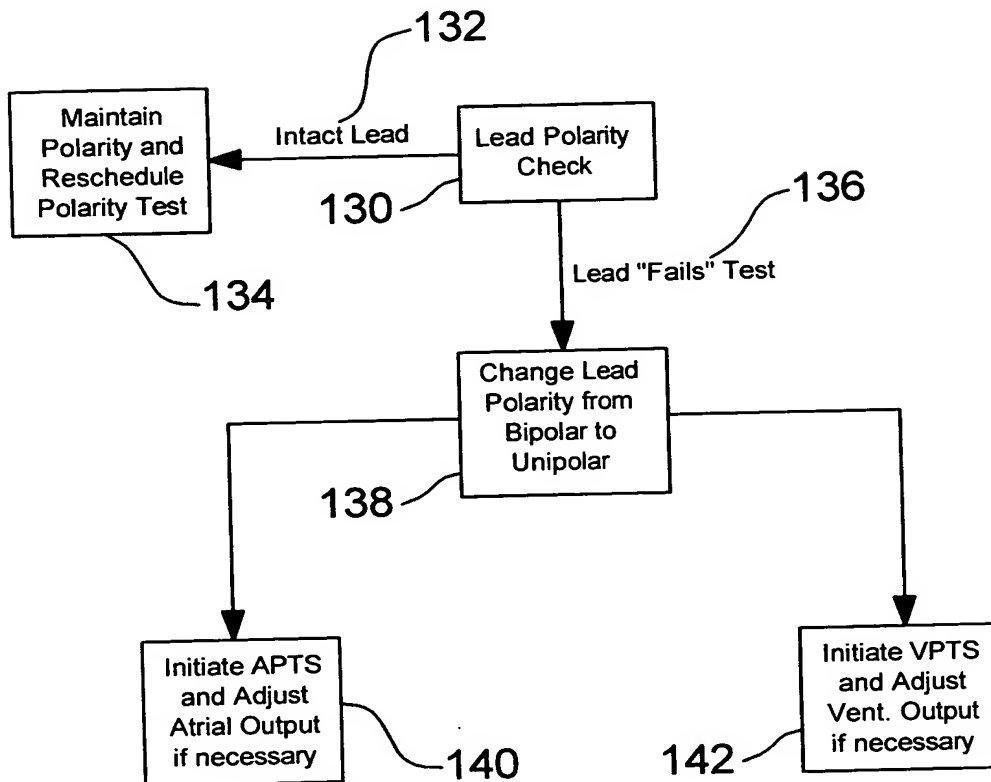 132
Maintain
Polarity and
Reschedule
Polarity Test
Intact Lead
Lead Polarity
Check
130
134
136
Lead "Fails" Test
Change Lead
Polarity from
Bipolar to
Unipolar
138
Initiate APTS
and Adjust
Atrial Output
if necessary
140
Initiate VPTS
and Adjust
Vent. Output
if necessary
142